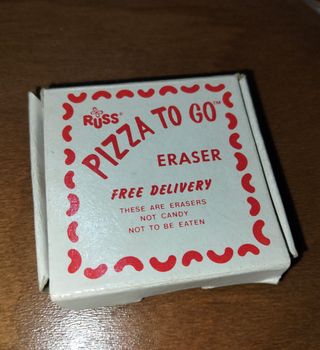 RUSS®
PIZZA TO GO™
ERASER
FREE DELIVERY
THESE ARE ERASERS
NOT CANDY
NOT TO BE EATEN